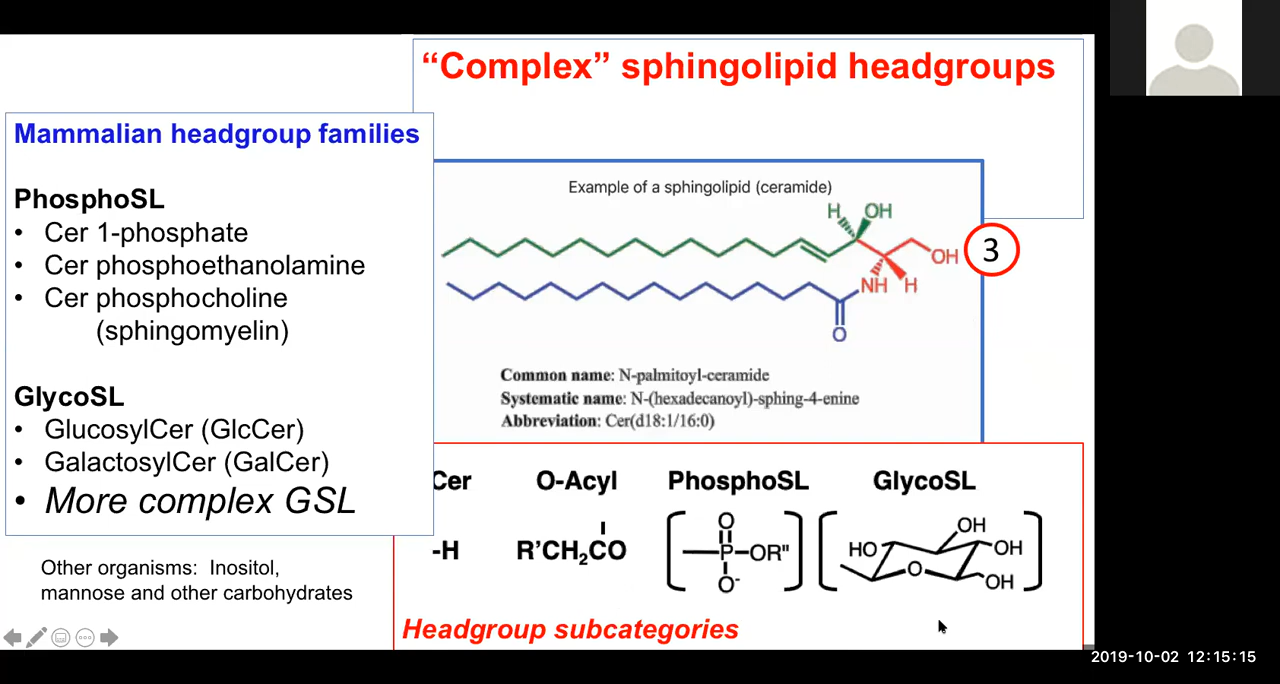 “Complex” sphingolipid headgroups
Mammalian headgroup families
PhosphoSL
• Cer 1-phosphate
• Cer phosphoethanolamine
• Cer phosphocholine
(sphingomyelin)
GlycoSL
• GlucosylCer (GlcCer)
• GalactosylCer (GalCer)
• More complex GSL
Other organisms: Inositol,
mannose and other carbohydrates
Example of a sphingolipid (ceramide)
H OH
OH 3
NH H
O
Common name: N-palmitoyl-ceramide
Systematic name: N-(hexadecanoyl)-sphing-4-enine
Abbreviation: Cer(d18:1/16:0)
Cer O-Acyl PhosphoSL GlycoSL
-H R’CH₂CO
O
P–OR"
O⁻
OH
HO OH
O OH
Headgroup subcategories
2019-10-02 12:15:15